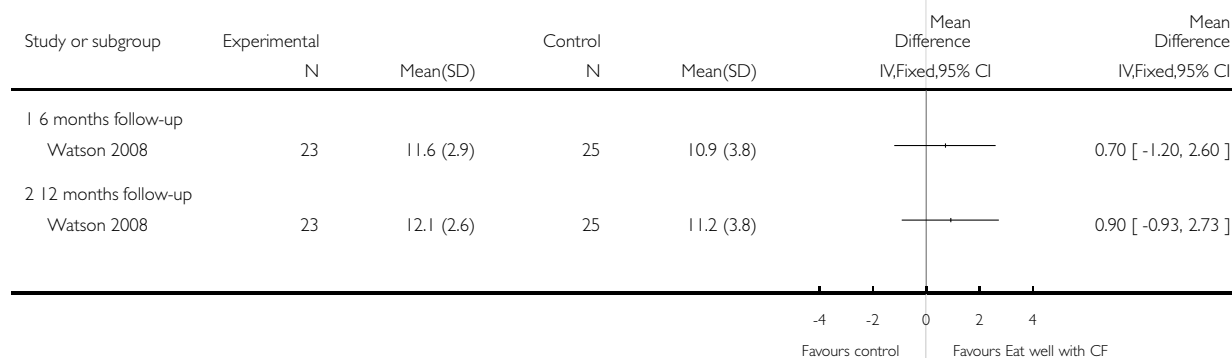 Study or subgroup Experimental Control Mean Difference Mean Difference
N Mean(SD) N Mean(SD) IV,Fixed,95% CI IV,Fixed,95% CI
1 6 months follow-up
Watson 2008 23 11.6 (2.9) 25 10.9 (3.8) 0.70 [ -1.20, 2.60 ]
2 12 months follow-up
Watson 2008 23 12.1 (2.6) 25 11.2 (3.8) 0.90 [ -0.93, 2.73 ]
-4 -2 0 2 4
Favours control Favours Eat well with CF